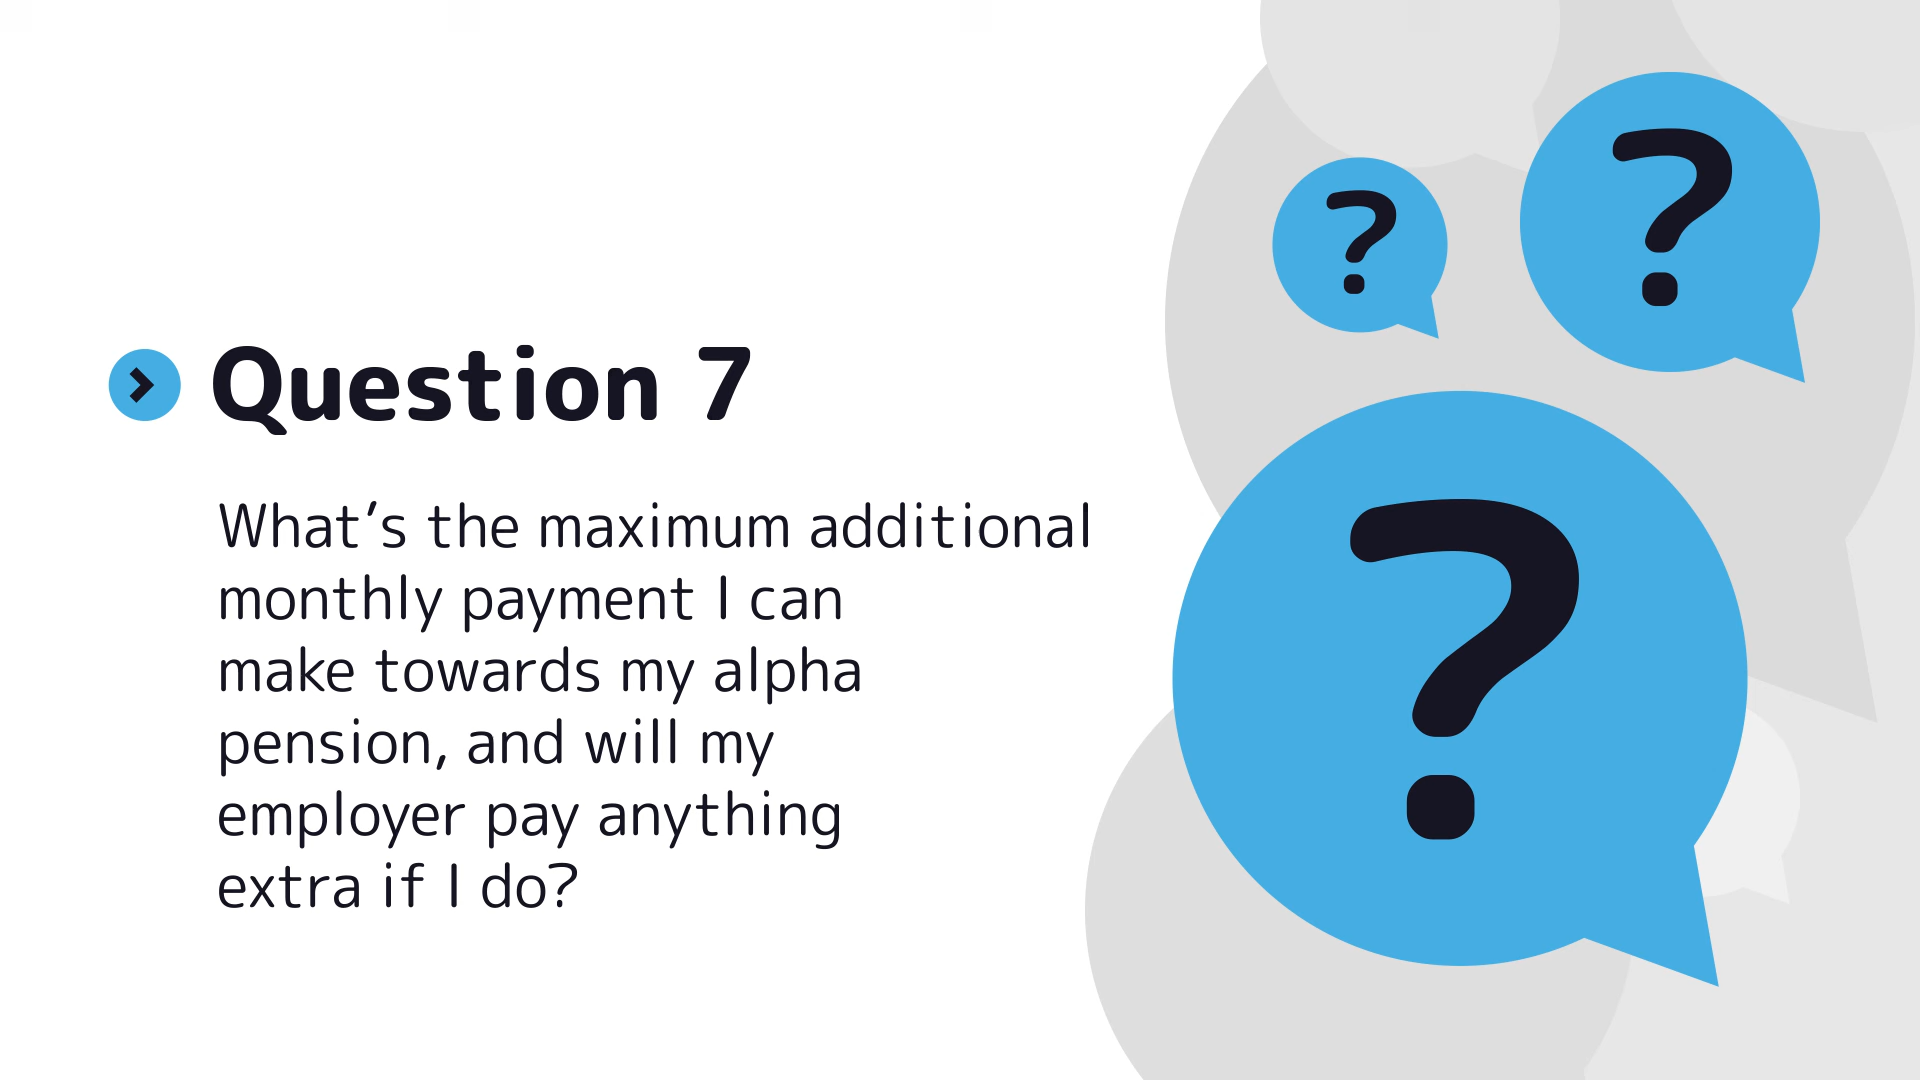 Question 7
What’s the maximum additional
monthly payment I can
make towards my alpha
pension, and will my
employer pay anything
extra if I do?
?
?
?